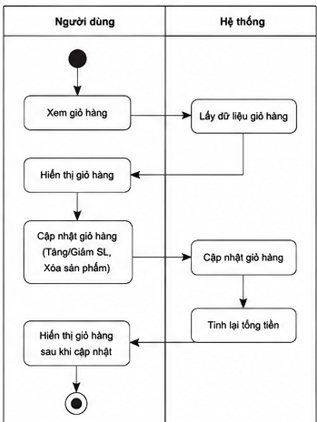 Người dùng
Hệ thống
Xem giỏ hàng
Lấy dữ liệu giỏ hàng
Hiển thị giỏ hàng
Cập nhật giỏ hàng
(Tăng/Giảm SL,
Xóa sản phẩm)
Cập nhật giỏ hàng
Tính lại tổng tiền
Hiển thị giỏ hàng
sau khi cập nhật